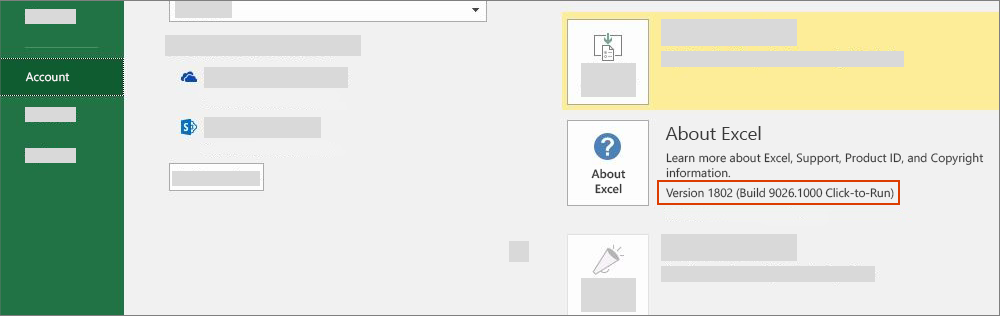 Account
About Excel
Learn more about Excel, Support, Product ID, and Copyright
information.
Version 1802 (Build 9026.1000 Click-to-Run)
?
About
Excel
S